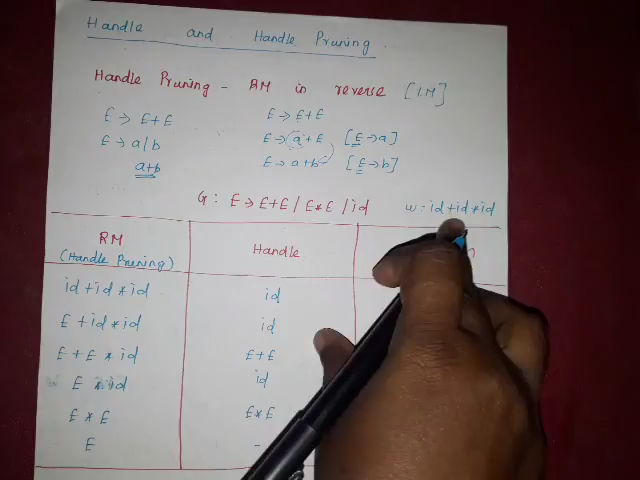 Handle and Handle Pruning
Handle Pruning - RM in reverse [LM]
E → E+E
E → a/b
a+b
E → E+E
E → a + E [E→a]
E → a+b [E→b]
G: E → E+E / E*E / id
w = id+id*id
RM Handle
(Handle Pruning)
id + id * id id
E + id * id id
E + E * id E+E
E * id id
E * E E*E
E -